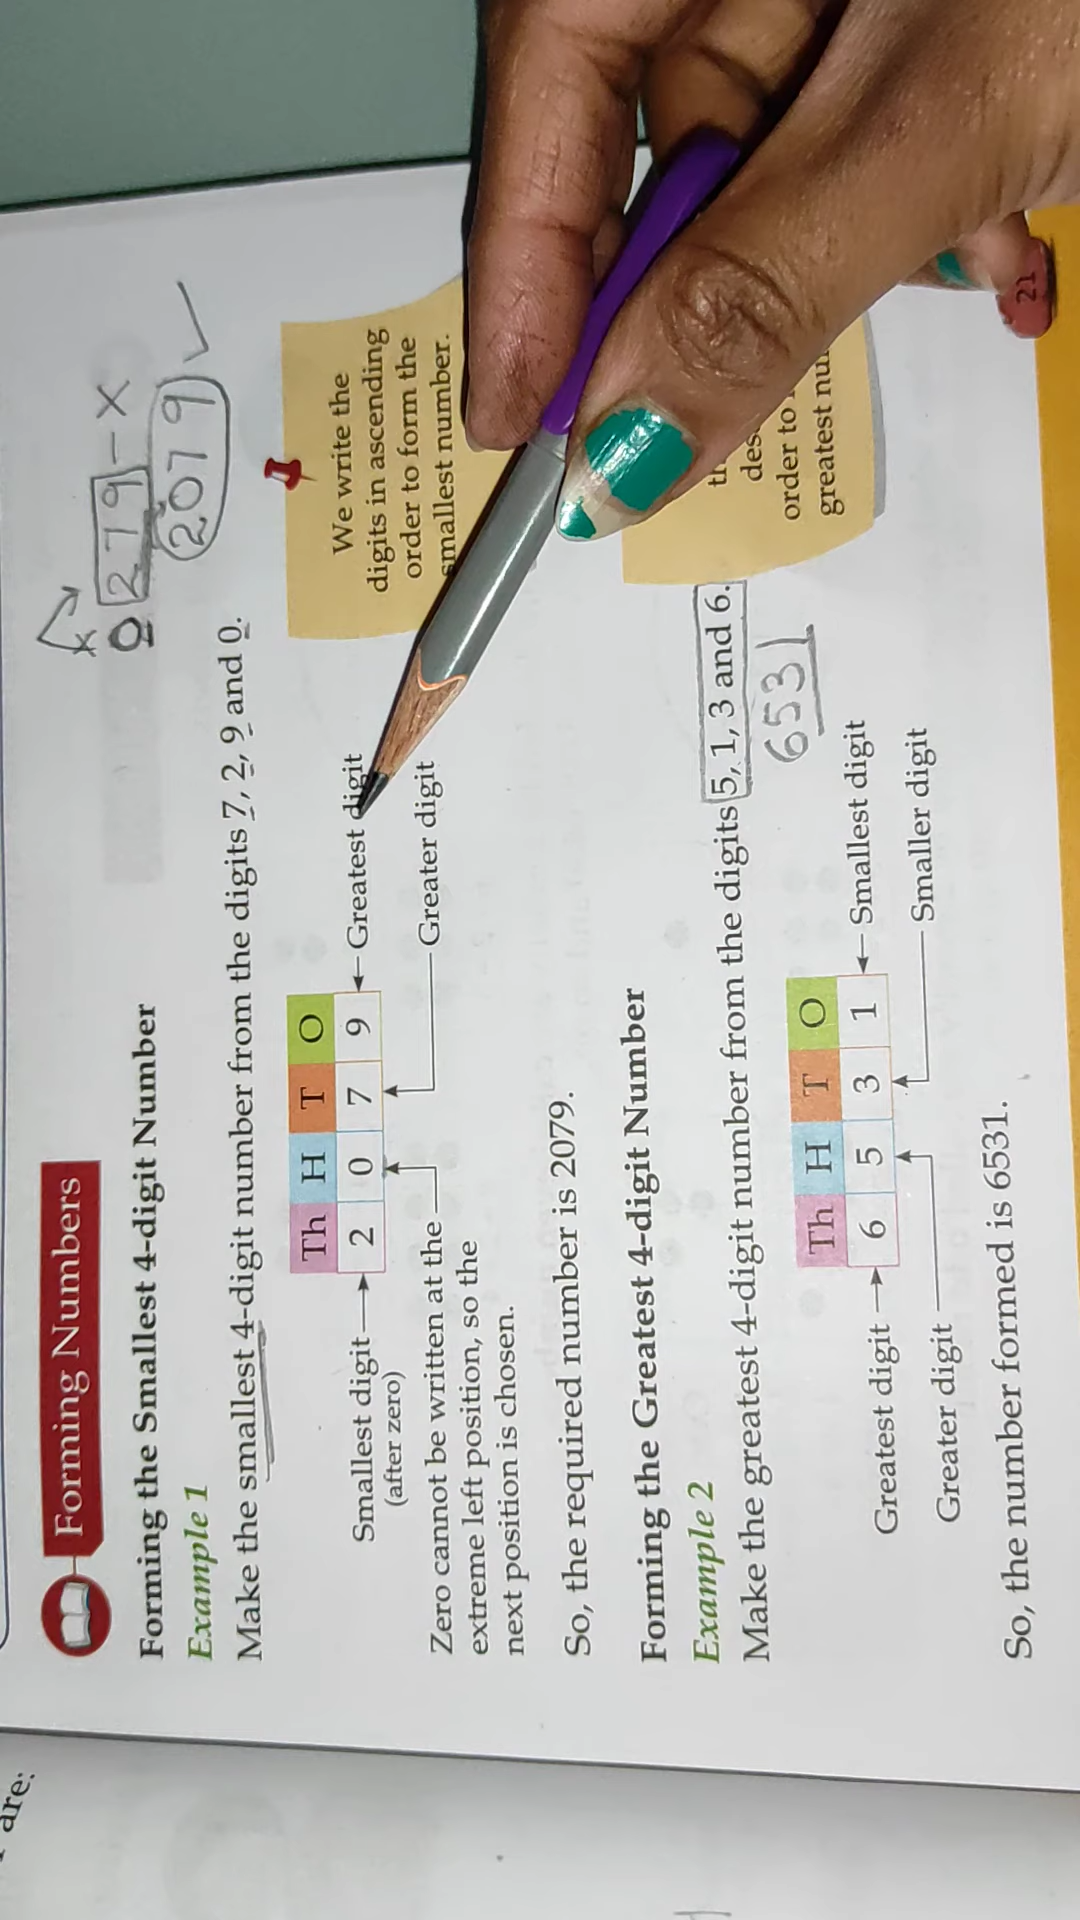 are:
Forming Numbers
Forming the Smallest 4-digit Number
0 279 - X
2079 ✓
Example 1
Make the smallest 4-digit number from the digits 7, 2, 9 and 0.
Th H T O
Smallest digit → 2 0 7 9 ← Greatest digit
(after zero)
Greater digit
Zero cannot be written at the
extreme left position, so the
next position is chosen.
We write the
digits in ascending
order to form the
smallest number.
So, the required number is 2079.
Forming the Greatest 4-digit Number
Example 2
Make the greatest 4-digit number from the digits 5, 1, 3 and 6.
6531
order to
Th H T O
Greatest digit → 6 5 3 1 ← Smallest digit
Greater digit
Smaller digit
So, the number formed is 6531.
21